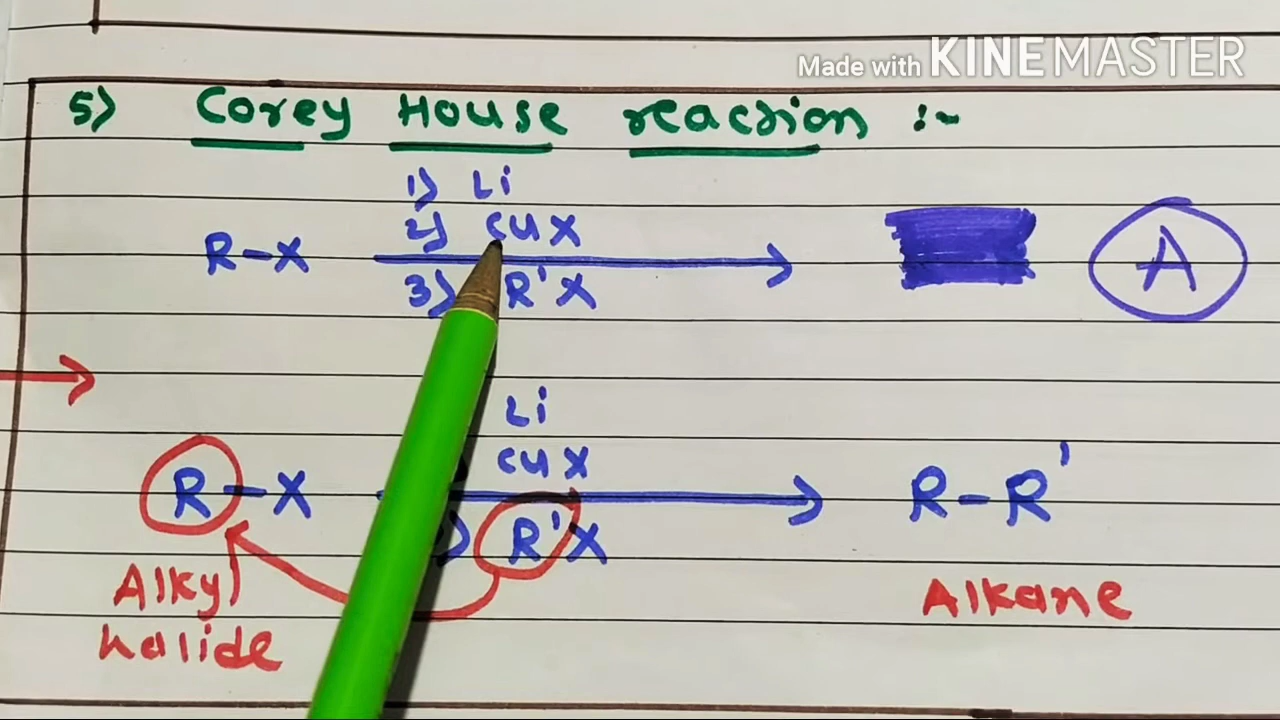 Made with KINEMASTER
5) Corey House reaction :-
1) Li
2) CuX
R-X
3) R'X
A
Li
CuX
R-X
) R'X
R-R'
Alkyl
halide
Alkane